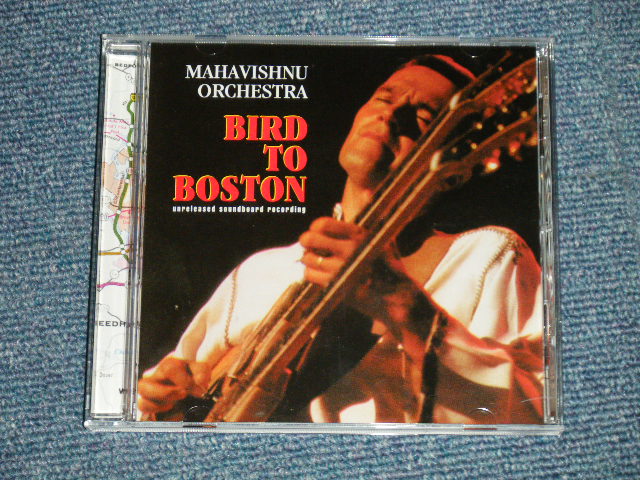 MAHAVISHNU
ORCHESTRA
BIRD
TO
BOSTON
unreleased soundboard recording